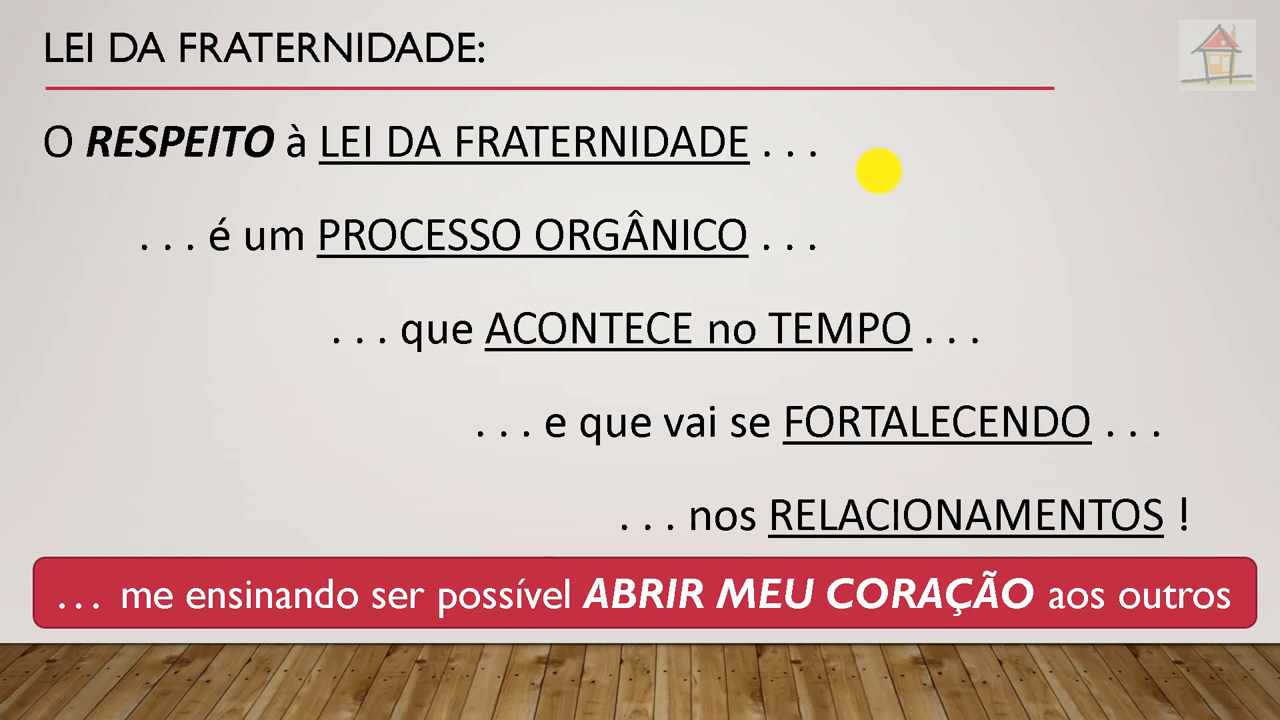 LEI DA FRATERNIDADE:
O RESPEITO à LEI DA FRATERNIDADE . . .
. . . é um PROCESSO ORGÂNICO . . .
. . . que ACONTECE no TEMPO . . .
. . . e que vai se FORTALECENDO . . .
. . . nos RELACIONAMENTOS !
. . . me ensinando ser possível ABRIR MEU CORAÇÃO aos outros